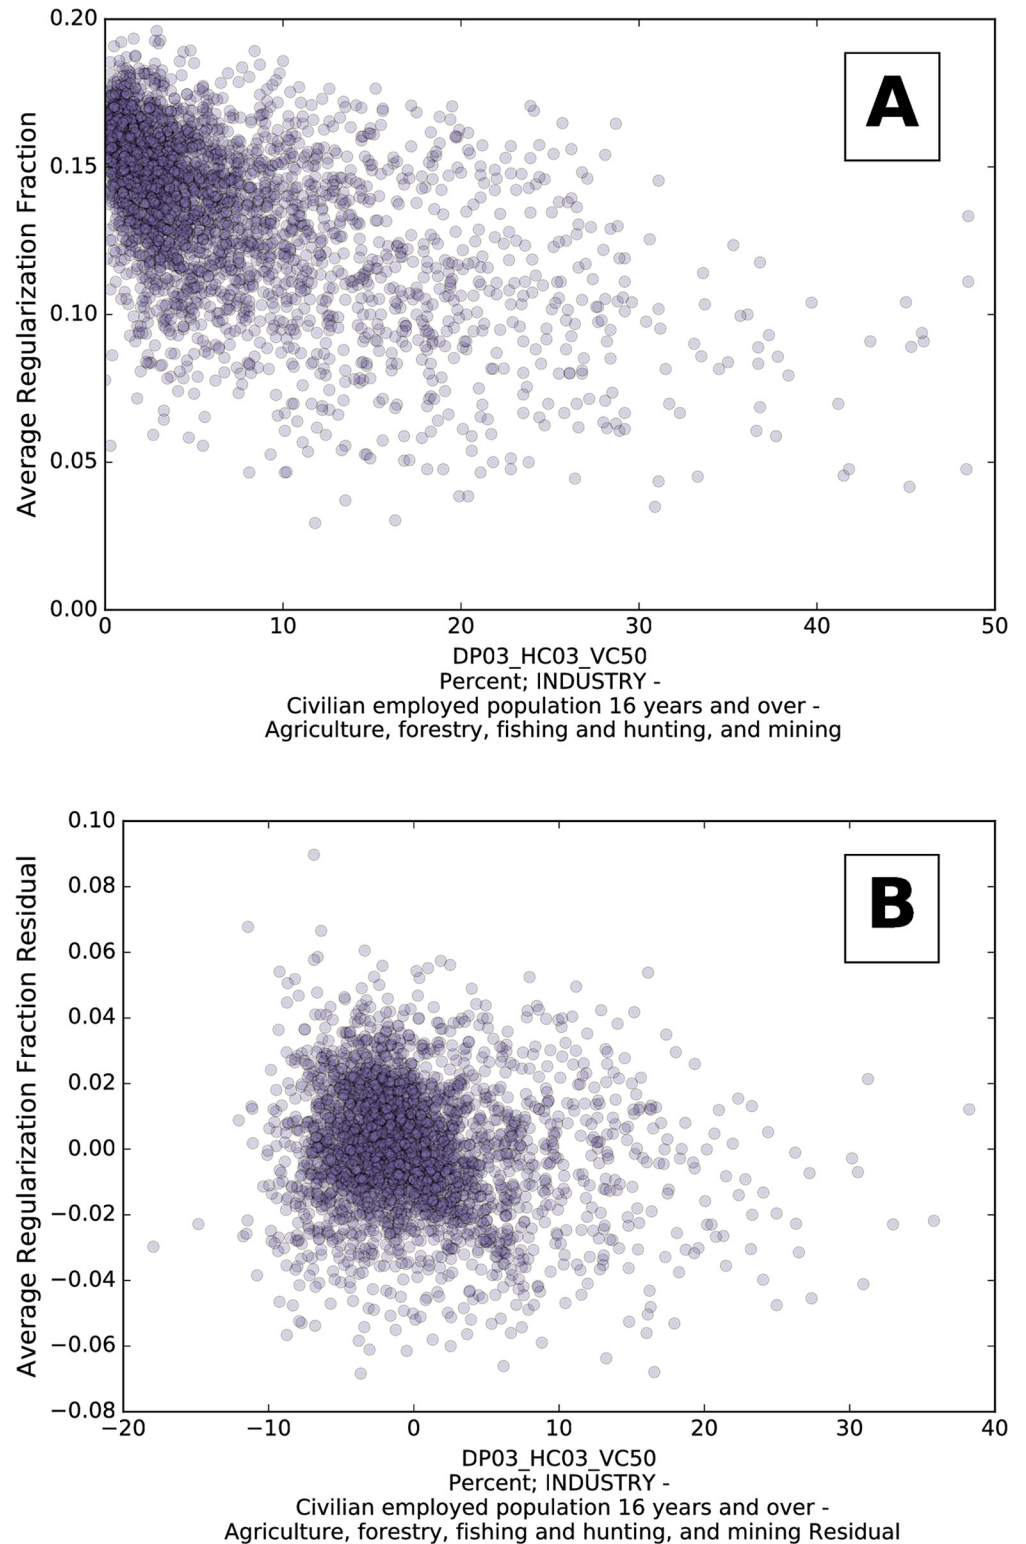 A
0.20
0.15
0.10
0.05
0.00
Average Regularization Fraction
0 10 20 30 40 50
DP03_HC03_VC50
Percent; INDUSTRY -
Civilian employed population 16 years and over -
Agriculture, forestry, fishing and hunting, and mining
B
0.10
0.08
0.06
0.04
0.02
0.00
−0.02
−0.04
−0.06
−0.08
Average Regularization Fraction Residual
−20 −10 0 10 20 30 40
DP03_HC03_VC50
Percent; INDUSTRY -
Civilian employed population 16 years and over -
Agriculture, forestry, fishing and hunting, and mining Residual